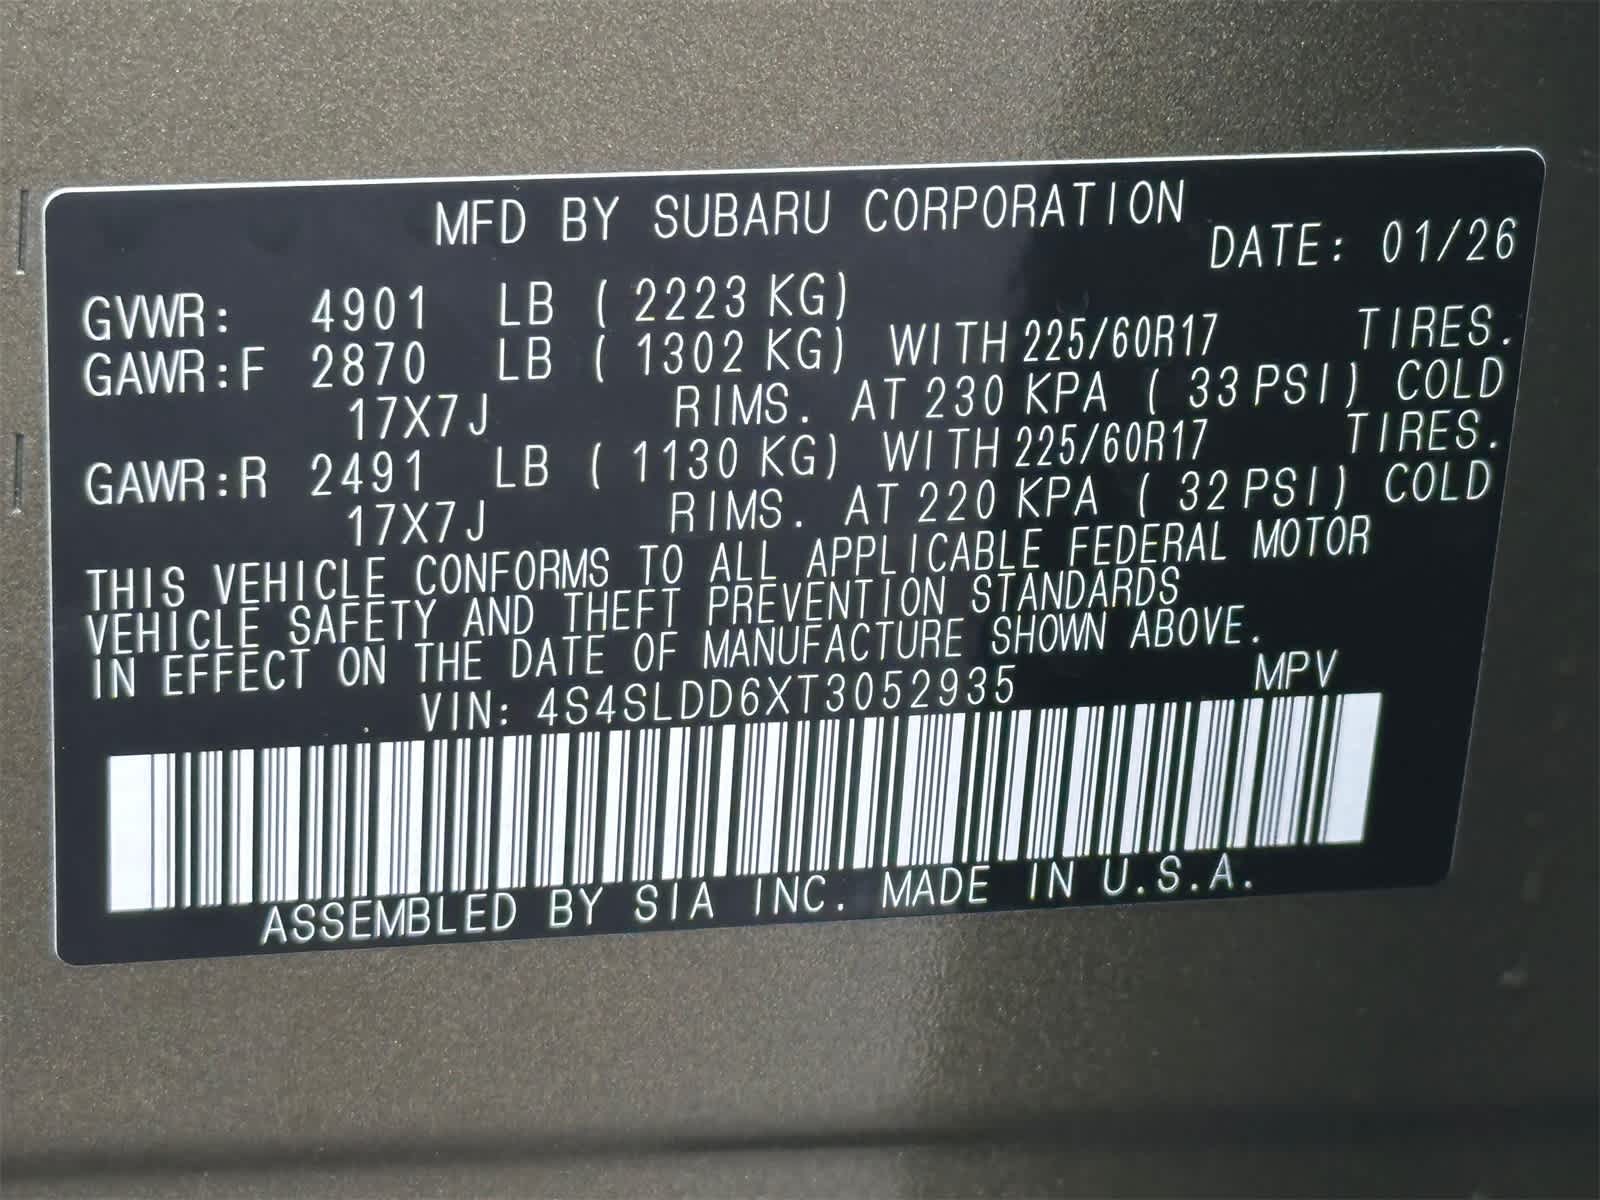 MFD BY SUBARU CORPORATION
DATE: 01/26
GVWR: 4901 LB ( 2223 KG)
GAWR:F 2870 LB ( 1302 KG) WITH 225/60R17 TIRES.
17X7J RIMS. AT 230 KPA ( 33 PSI) COLD
GAWR:R 2491 LB ( 1130 KG) WITH 225/60R17 TIRES.
17X7J RIMS. AT 220 KPA ( 32 PSI) COLD
THIS VEHICLE CONFORMS TO ALL APPLICABLE FEDERAL MOTOR
VEHICLE SAFETY AND THEFT PREVENTION STANDARDS
IN EFFECT ON THE DATE OF MANUFACTURE SHOWN ABOVE.
VIN: 4S4SLDD6XT3052935 MPV
ASSEMBLED BY SIA INC. MADE IN U.S.A.